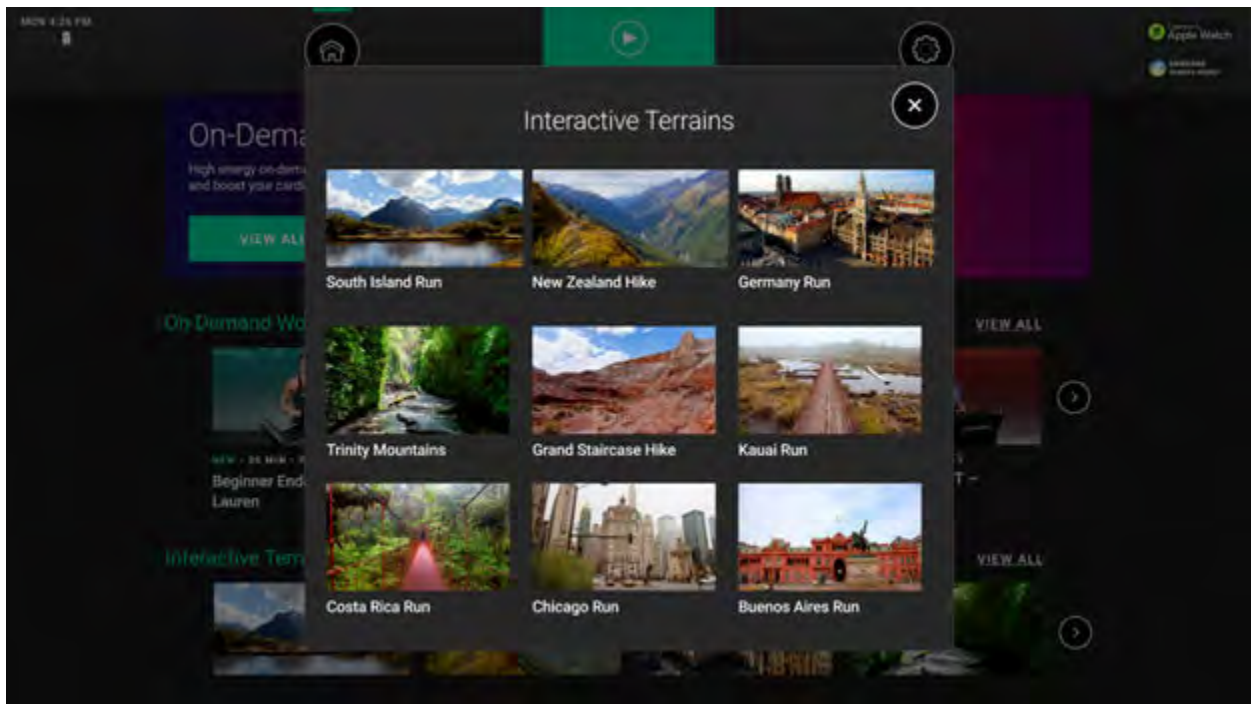 MON 4:26 PM
Apple Watch
Interactive Terrains
On-Dema
High energy on-dema
and boost your cardi
VIEW ALL
South Island Run
New Zealand Hike
Germany Run
On-Demand Wo
VIEW ALL
Trinity Mountains
Grand Staircase Hike
Kauai Run
NEW
Beginner End
Lauren
T –
Interactive Terr
VIEW ALL
Costa Rica Run
Chicago Run
Buenos Aires Run